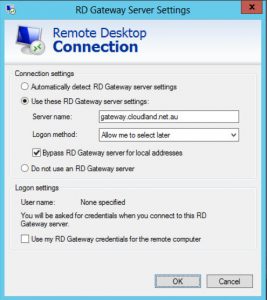 RD Gateway Server Settings
Remote Desktop
Connection
Connection settings
Automatically detect RD Gateway server settings
Use these RD Gateway server settings:
Server name: gateway.cloudland.net.au
Logon method: Allow me to select later
Bypass RD Gateway server for local addresses
Do not use an RD Gateway server
Logon settings
User name: None specified
You will be asked for credentials when you connect to this RD
Gateway server.
Use my RD Gateway credentials for the remote computer
OK Cancel